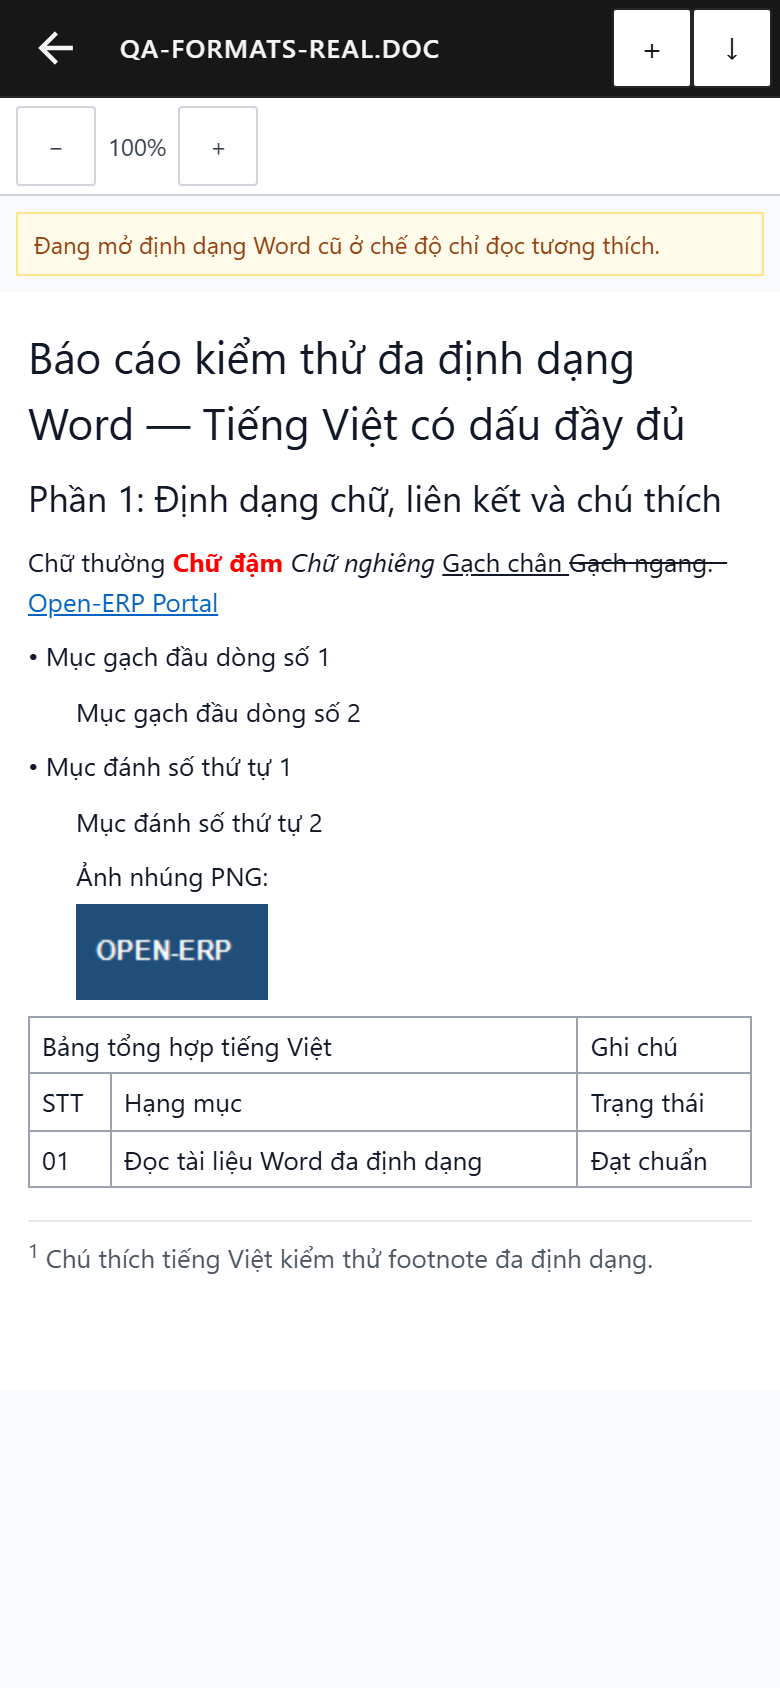 QA-FORMATS-REAL.DOC
+
↓
−
100%
+
Đang mở định dạng Word cũ ở chế độ chỉ đọc tương thích.
Báo cáo kiểm thử đa định dạng
Word — Tiếng Việt có dấu đầy đủ
Phần 1: Định dạng chữ, liên kết và chú thích
Chữ thường Chữ đậm Chữ nghiêng Gạch chân Gạch ngang.
Open-ERP Portal
• Mục gạch đầu dòng số 1
Mục gạch đầu dòng số 2
• Mục đánh số thứ tự 1
Mục đánh số thứ tự 2
Ảnh nhúng PNG:
OPEN-ERP
Bảng tổng hợp tiếng Việt Ghi chú
STT Hạng mục Trạng thái
01 Đọc tài liệu Word đa định dạng Đạt chuẩn
1 Chú thích tiếng Việt kiểm thử footnote đa định dạng.